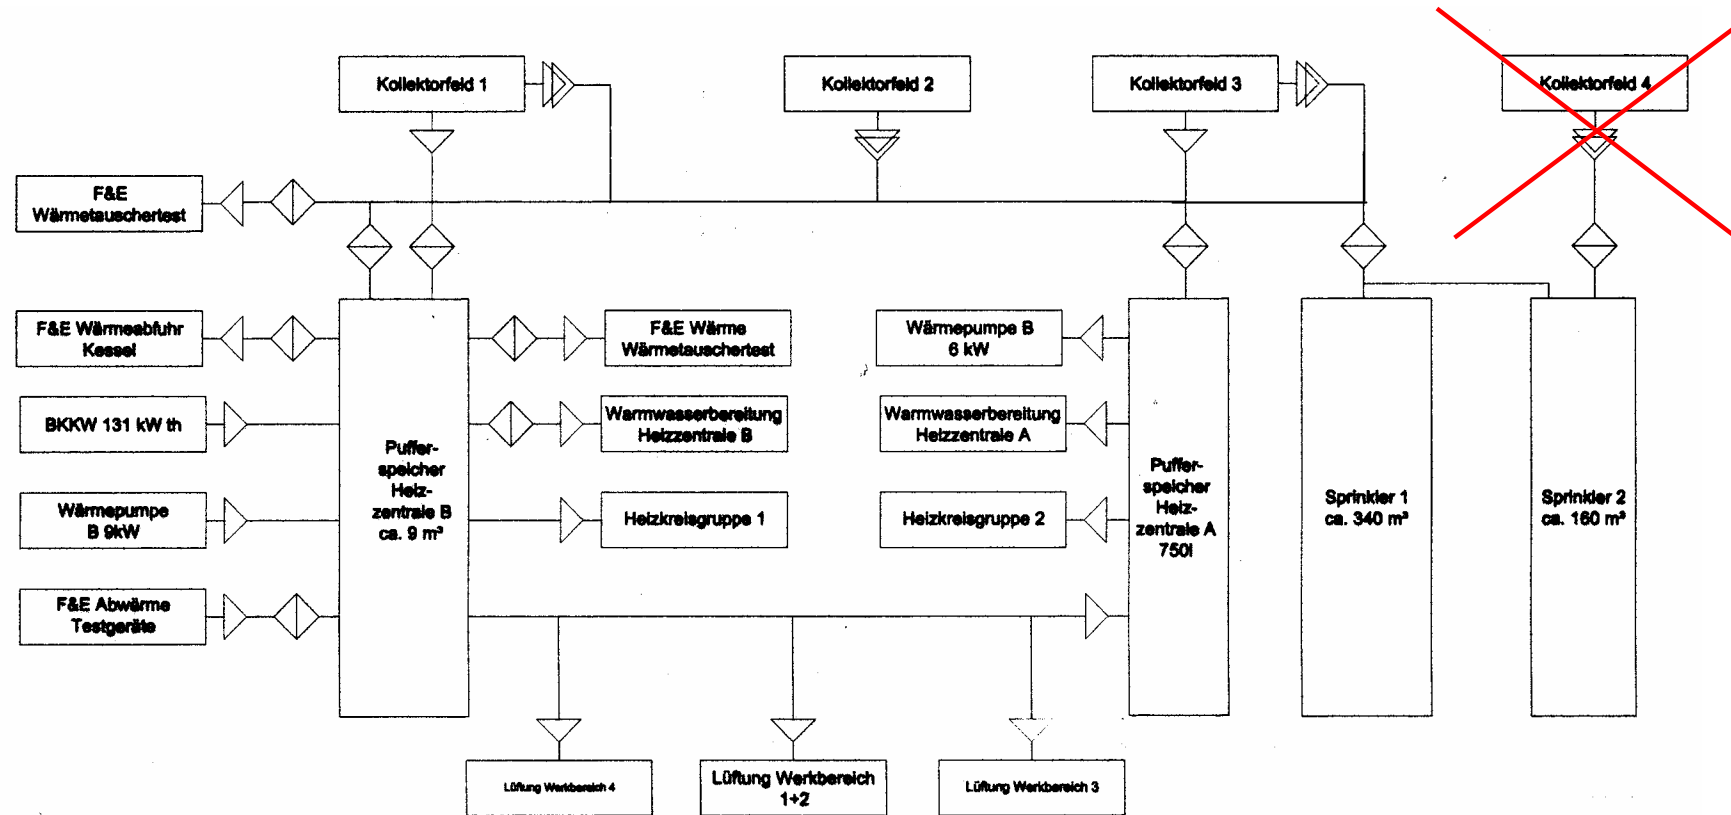 Kollektorfeld 1
Kollektorfeld 2
Kollektorfeld 3
Kollektorfeld 4
F&E
Wärmetauschertest
F&E Wärmeabfuhr
Kessel
F&E Wärme
Wärmetauschertest
Wärmepumpe B
6 kW
BKKW 131 kW th
Warmwasserbereitung
Heizzentrale B
Warmwasserbereitung
Heizzentrale A
Puffer-
speicher
Heiz-
zentrale B
ca. 9 m³
Puffer-
speicher
Heiz-
zentrale A
750l
Wärmepumpe
B 9kW
Heizkreisgruppe 1
Heizkreisgruppe 2
Sprinkler 1
ca. 340 m³
Sprinkler 2
ca. 160 m³
F&E Abwärme
Testgeräte
Lüftung Werkbereich 4
Lüftung Werkbereich
1+2
Lüftung Werkbereich 3